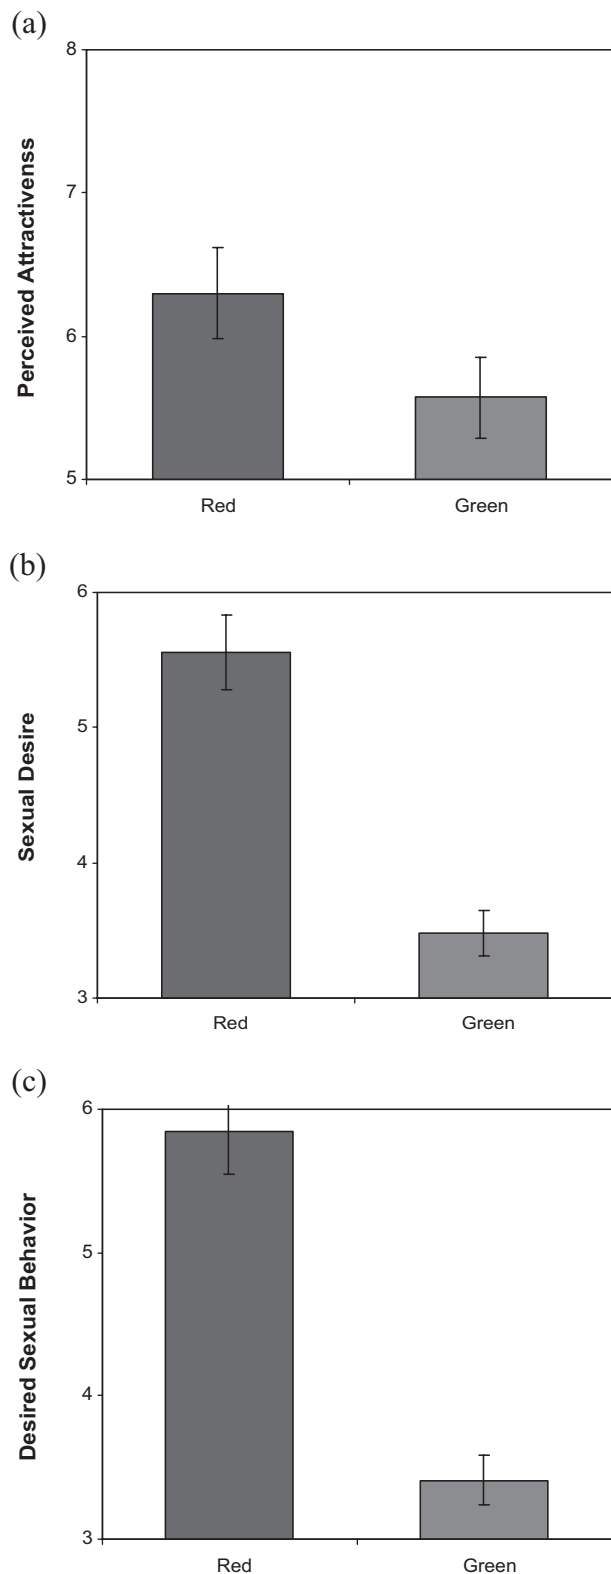 (a)
8
7
6
5
Perceived Attractivenss
Red
Green
(b)
6
5
4
3
Sexual Desire
Red
Green
(c)
6
5
4
3
Desired Sexual Behavior
Red
Green